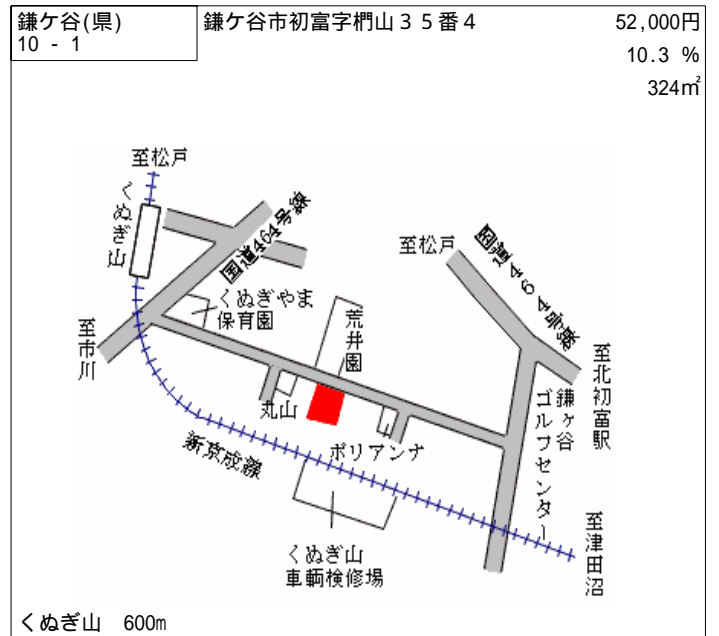 鎌ケ谷(県)
10 - 1
鎌ケ谷市初富字椚山３５番４
52,000円
10.3 %
324㎡
至松戸
くぬぎ山
国道464号線
至松戸
国道４６４号線
くぬぎやま
保育園
荒井園
至市川
至北初富駅
鎌ヶ谷
ゴルフセンター
丸山
ポリアンナ
新京成線
至津田沼
くぬぎ山
車輌検修場
くぬぎ山　600m